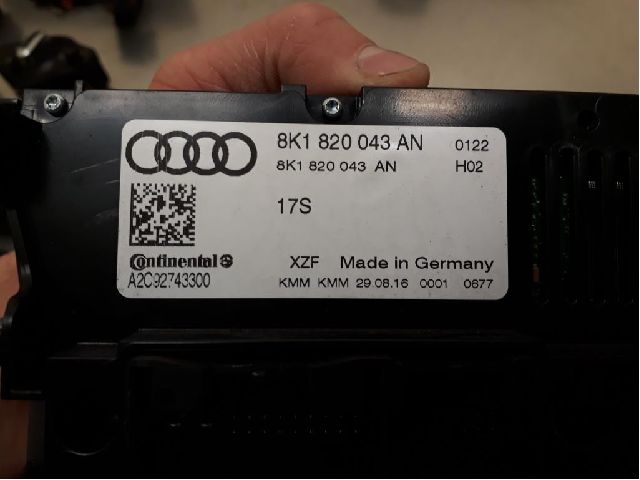 8K1 820 043 AN 0122
8K1 820 043 AN H02
17S
Continental XZF Made in Germany
A2C92743300 KMM KMM 29.08.16 0001 0677